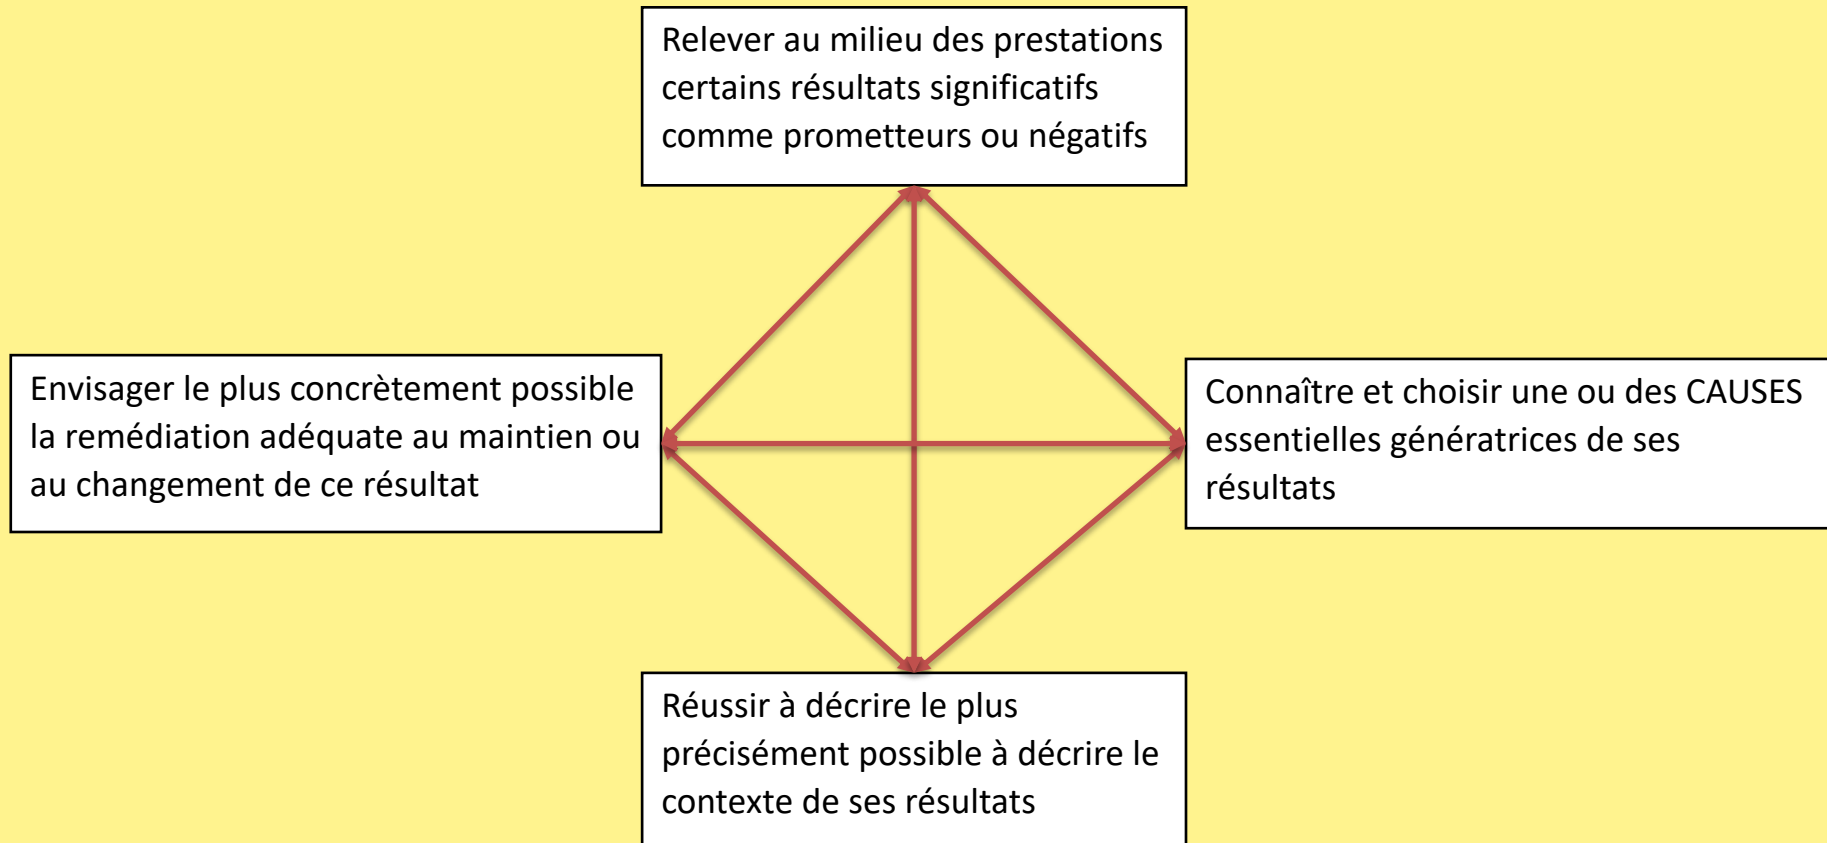 Relever au milieu des prestations
certains résultats significatifs
comme prometteurs ou négatifs
Envisager le plus concrètement possible
la remédiation adéquate au maintien ou
au changement de ce résultat
Connaître et choisir une ou des CAUSES
essentielles génératrices de ses
résultats
Réussir à décrire le plus
précisément possible à décrire le
contexte de ses résultats